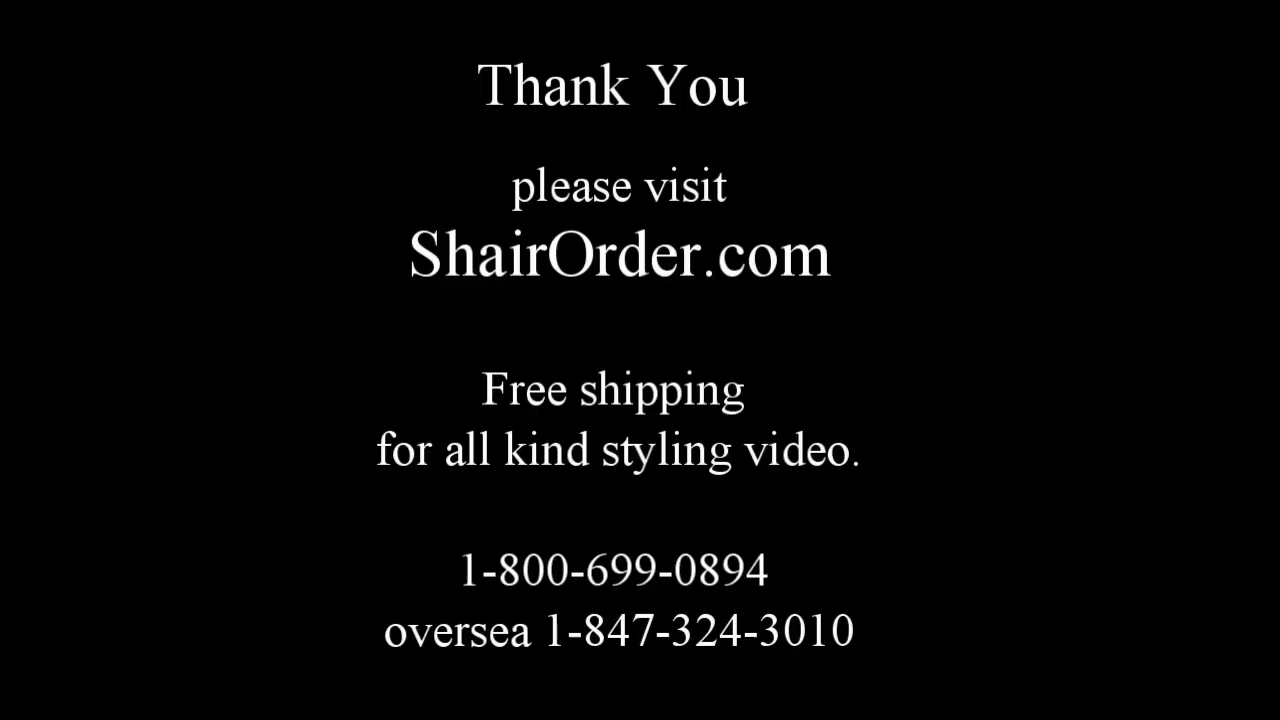 Thank You
please visit
ShairOrder.com
Free shipping
for all kind styling video.
1-800-699-0894
oversea 1-847-324-3010